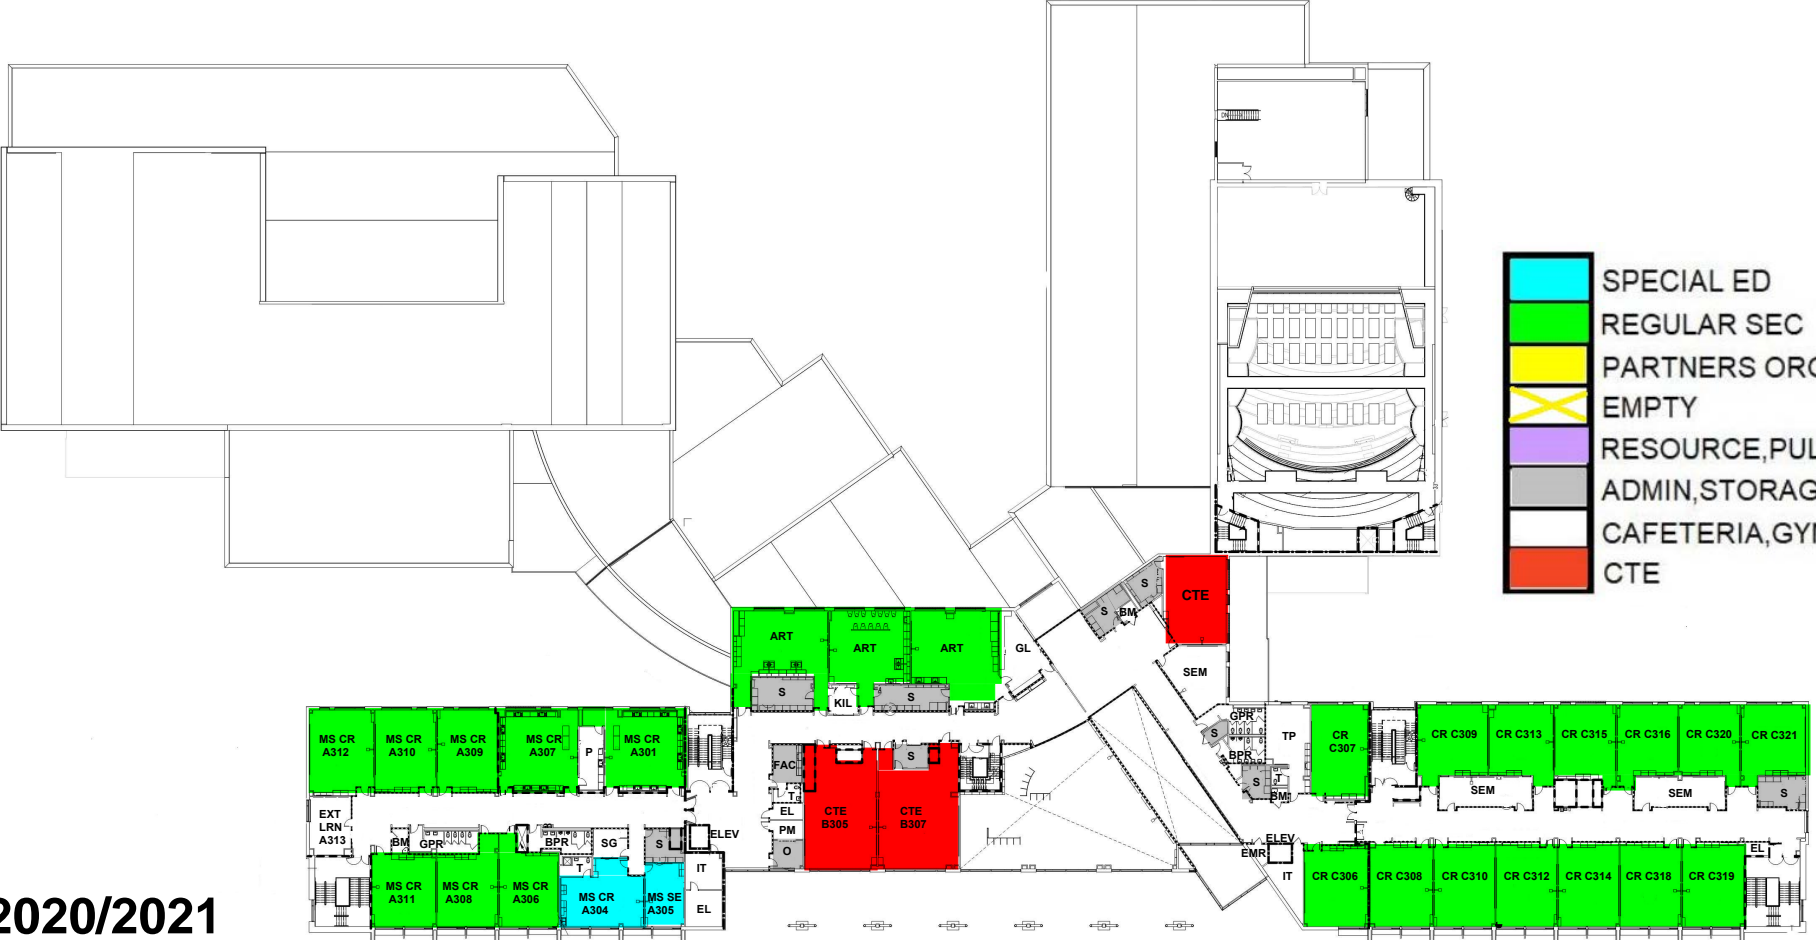 SPECIAL ED
REGULAR SEC
PARTNERS ORG
EMPTY
RESOURCE,PUL
ADMIN,STORAG
CAFETERIA,GY
CTE
S
S
BM
CTE
ART
ART
ART
GL
SEM
S
KIL
S
GPR
S
BPR
TP
MS CR
A312
MS CR
A310
MS CR
A309
MS CR
A307
P
MS CR
A301
CR
C307
CR C309
CR C313
CR C315
CR C316
CR C320
CR C321
FAC
S
T
S
T
BM
SEM
SEM
S
EXT
LRN
A313
EL
CTE
B305
CTE
B307
PM
O
BM
GPR
BPR
SG
S
ELEV
ELEV
EMR
EL
T
IT
IT
MS CR
A311
MS CR
A308
MS CR
A306
MS CR
A304
MS SE
A305
EL
CR C306
CR C308
CR C310
CR C312
CR C314
CR C318
CR C319
2020/2021